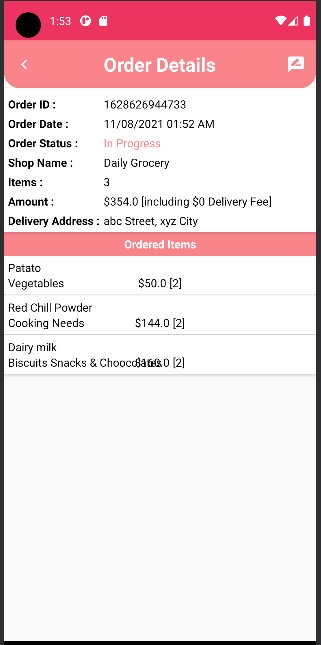 1:53
Order Details
Order ID : 1628626944733
Order Date : 11/08/2021 01:52 AM
Order Status : In Progress
Shop Name : Daily Grocery
Items : 3
Amount : $354.0 [including $0 Delivery Fee]
Delivery Address : abc Street, xyz City
Ordered Items
Patato
Vegetables $50.0 [2]
Red Chill Powder
Cooking Needs $144.0 [2]
Dairy milk
Biscuits Snacks & [2]